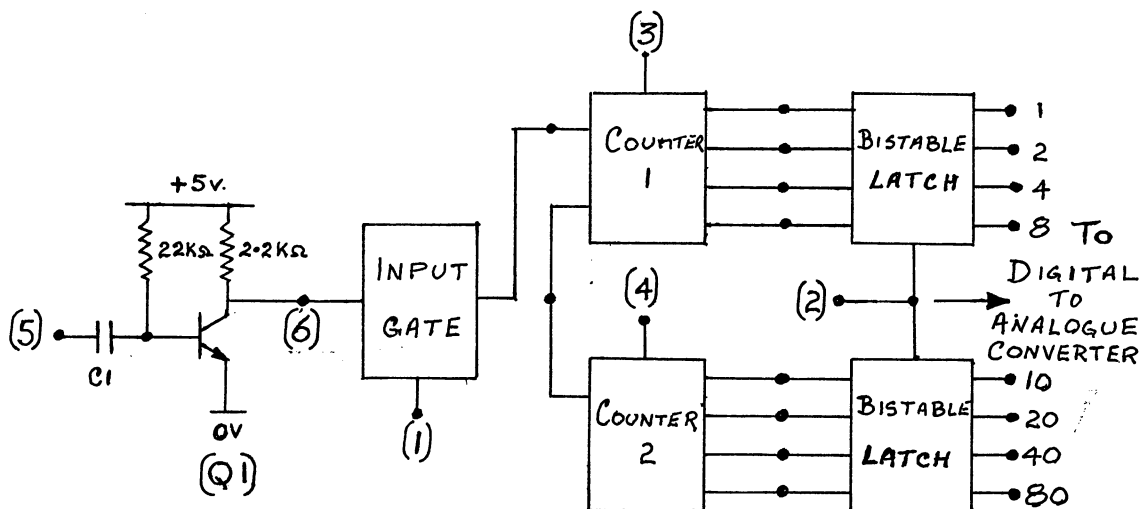 (3)
COUNTER
1
BISTABLE
LATCH
1
2
4
8 TO
DIGITAL
TO
ANALOGUE
CONVERTER
+5v.
22KΩ
2·2KΩ
INPUT
GATE
(5)
C1
(6)
(1)
0V
(Q1)
(4)
(2)
COUNTER
2
BISTABLE
LATCH
10
20
40
80